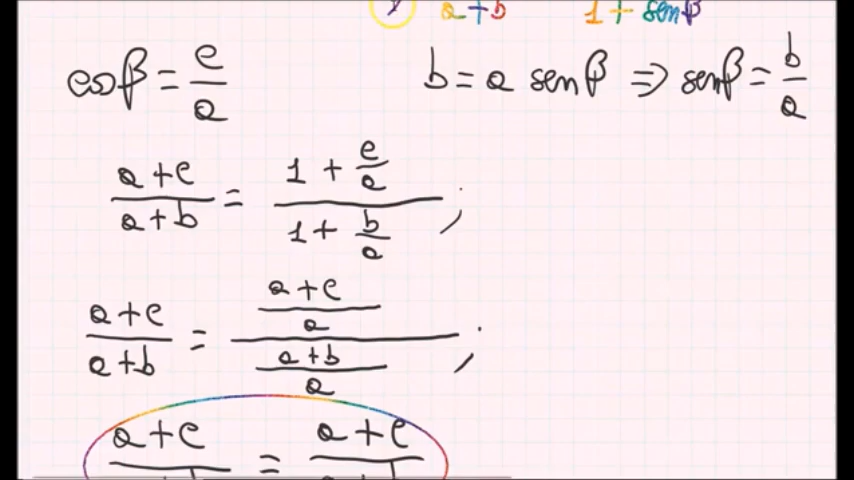 a+b 1 + senβ
cosβ = c/a b = a senβ ⇒ senβ = b/a
(a+c)/(a+b) = (1 + c/a)/(1 + b/a) ;
(a+c)/(a+b) = ((a+c)/a)/((a+b)/a) ;
a+c = a+c